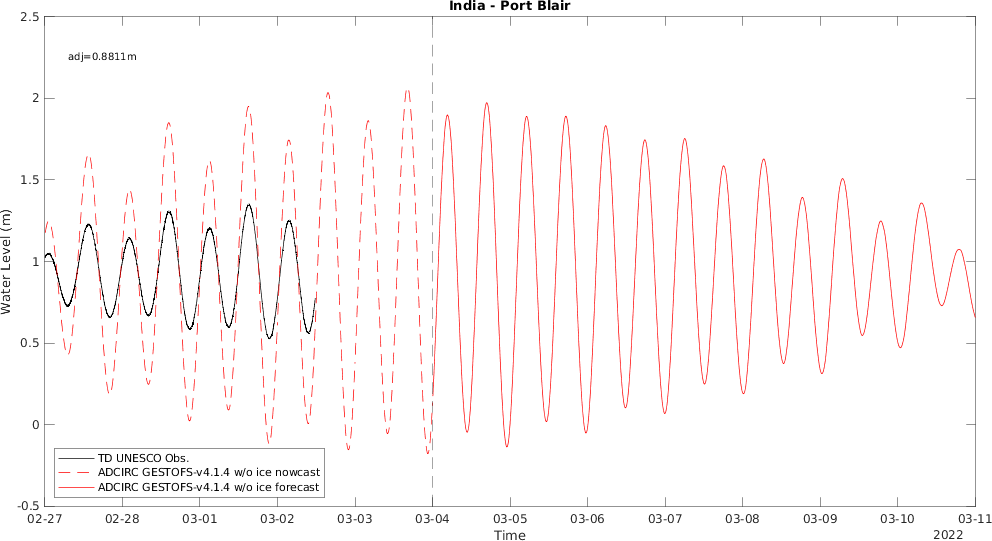 India - Port Blair
adj=0.8811m
Water Level (m)
2.5
2
1.5
1
0.5
0
-0.5
TD UNESCO Obs.
ADCIRC GESTOFS-v4.1.4 w/o ice nowcast
ADCIRC GESTOFS-v4.1.4 w/o ice forecast
02-27 02-28 03-01 03-02 03-03 03-04 03-05 03-06 03-07 03-08 03-09 03-10 03-11
Time
2022